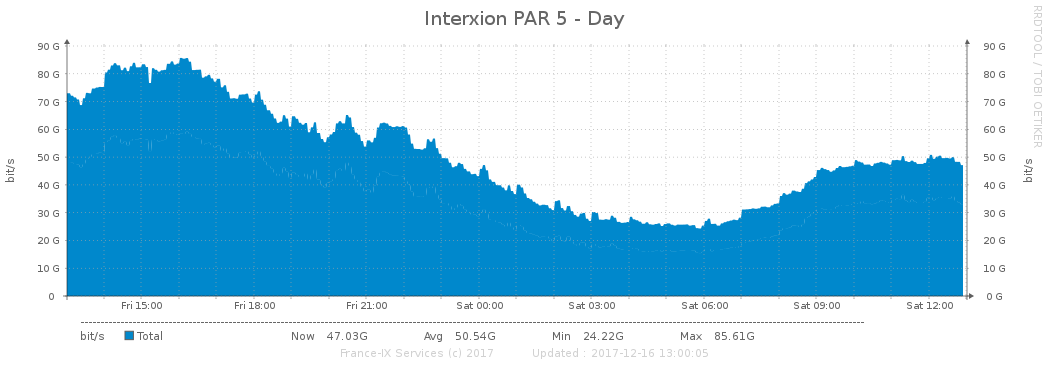 Interxion PAR 5 - Day
RRDTOOL / TOBI OETIKER
90 G 90 G
80 G 80 G
70 G 70 G
60 G 60 G
50 G 50 G
40 G 40 G
30 G 30 G
20 G 20 G
10 G 10 G
0 0 G
bit/s bit/s
Fri 15:00 Fri 18:00 Fri 21:00 Sat 00:00 Sat 03:00 Sat 06:00 Sat 09:00 Sat 12:00
bit/s Total Now 47.03G Avg 50.54G Min 24.22G Max 85.61G
France-IX Services (c) 2017 Updated : 2017-12-16 13:00:05